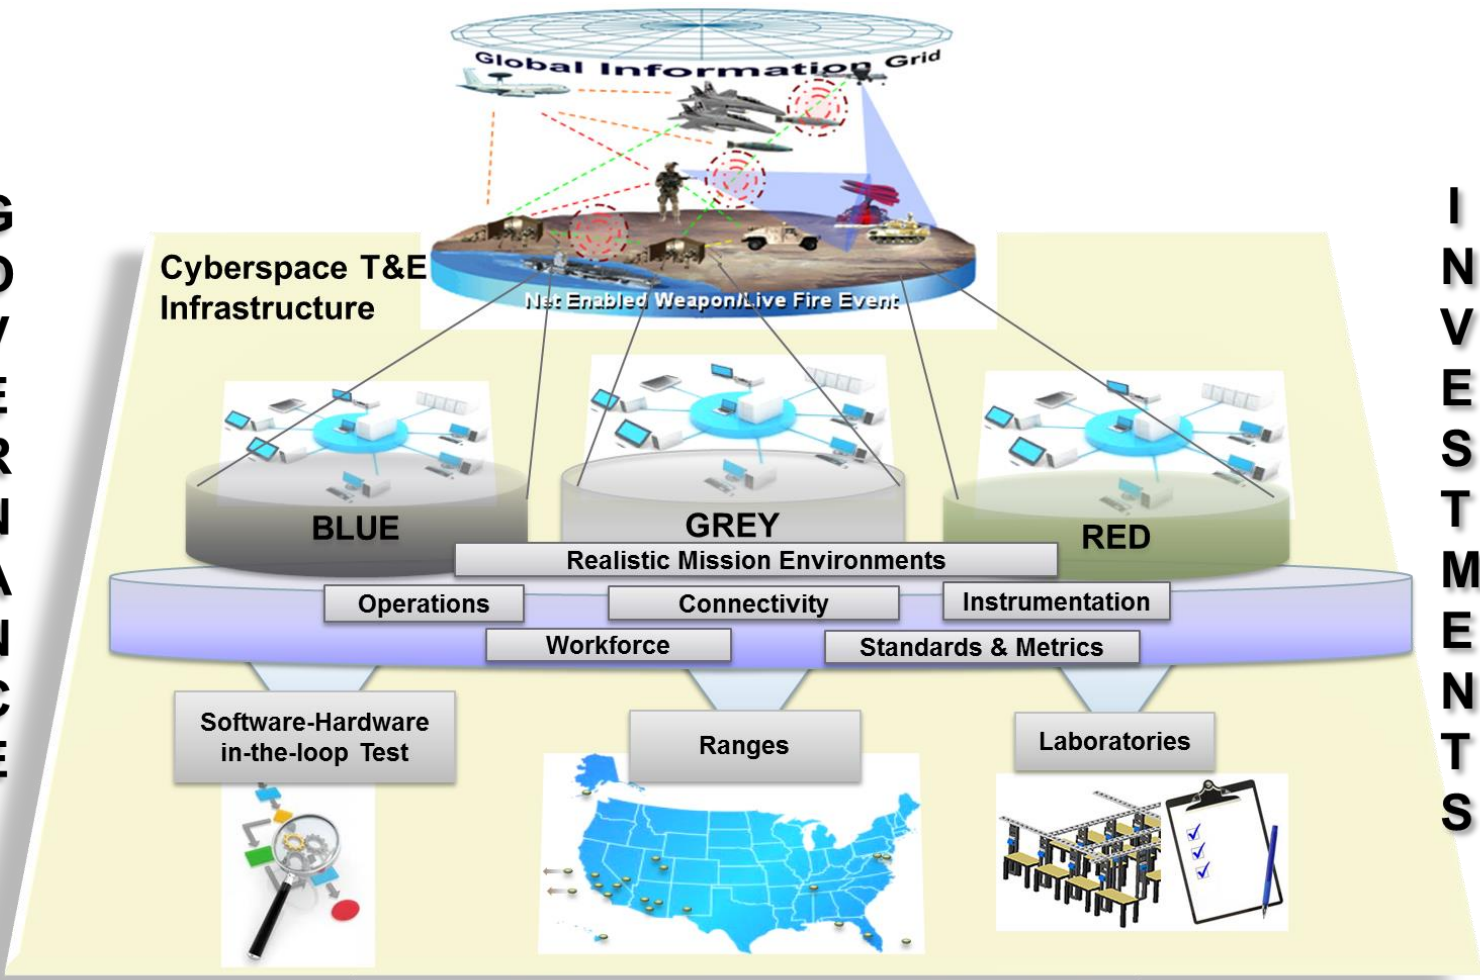 Global Information Grid
Cyberspace T&E
Infrastructure
Net Enabled Weapon/Live Fire Event
GOVERNANCE
INVESTMENTS
BLUE
GREY
RED
Realistic Mission Environments
Operations
Connectivity
Instrumentation
Workforce
Standards & Metrics
Software-Hardware
in-the-loop Test
Ranges
Laboratories